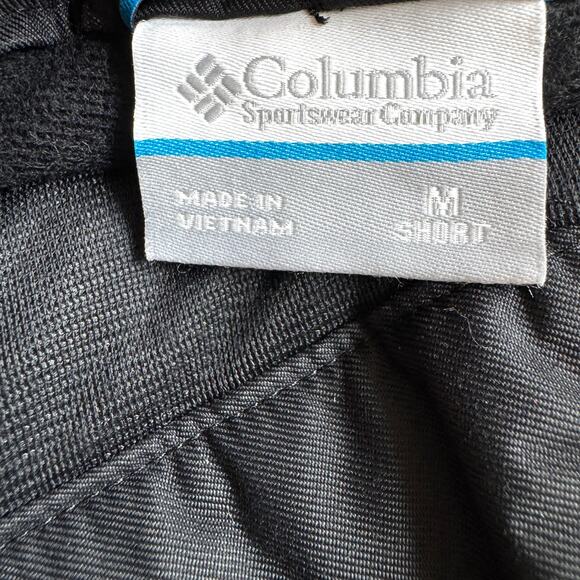 Columbia
Sportswear Company
MADE IN
VIETNAM
M
SHORT